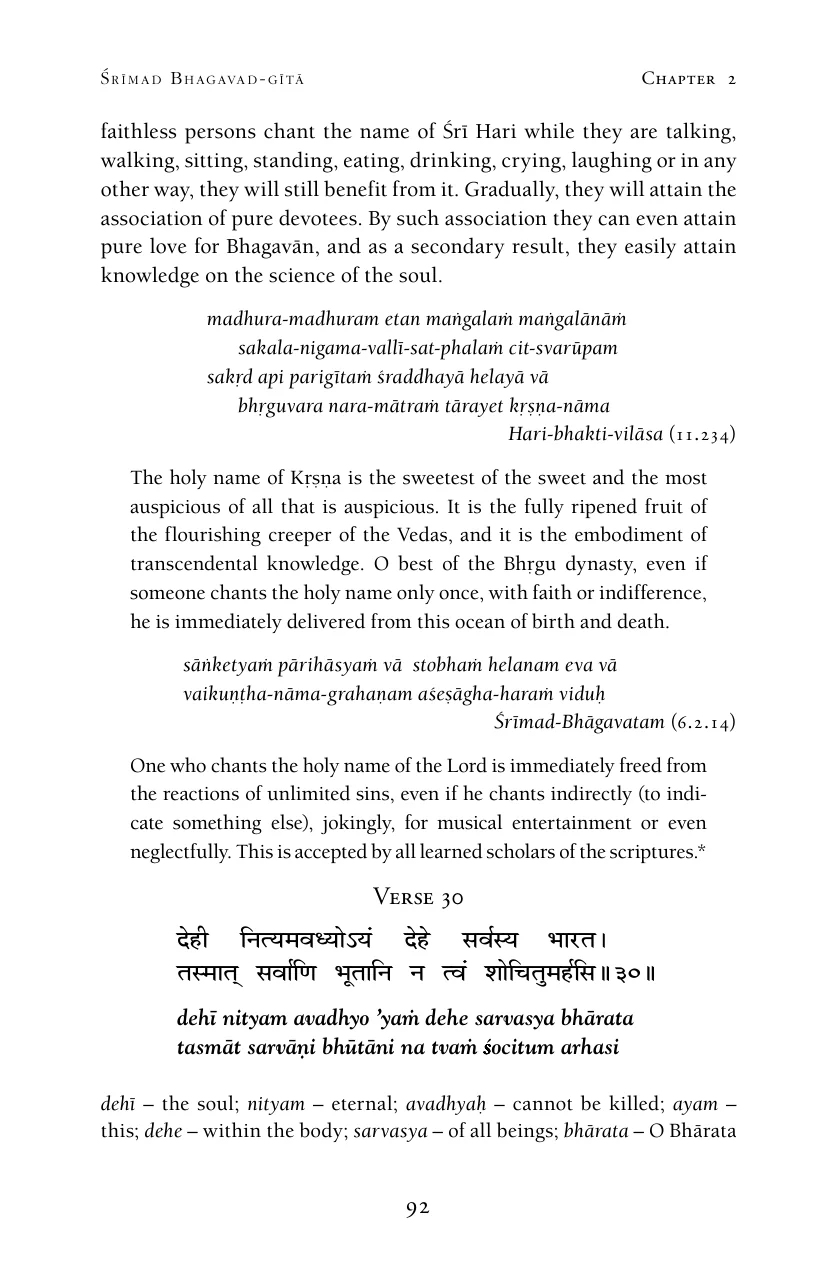 Śrīmad Bhagavad-gītā Chapter 2
faithless persons chant the name of Śrī Hari while they are talking,
walking, sitting, standing, eating, drinking, crying, laughing or in any
other way, they will still benefit from it. Gradually, they will attain the
association of pure devotees. By such association they can even attain
pure love for Bhagavān, and as a secondary result, they easily attain
knowledge on the science of the soul.
madhura-madhuram etan maṅgalaṁ maṅgalānāṁ
sakala-nigama-vallī-sat-phalaṁ cit-svarūpam
sakṛd api parigītaṁ śraddhayā helayā vā
bhṛguvara nara-mātraṁ tārayet kṛṣṇa-nāma
Hari-bhakti-vilāsa (11.234)
The holy name of Kṛṣṇa is the sweetest of the sweet and the most
auspicious of all that is auspicious. It is the fully ripened fruit of
the flourishing creeper of the Vedas, and it is the embodiment of
transcendental knowledge. O best of the Bhṛgu dynasty, even if
someone chants the holy name only once, with faith or indifference,
he is immediately delivered from this ocean of birth and death.
sāṅketyaṁ pārihāsyaṁ vā stobhaṁ helanam eva vā
vaikuṇṭha-nāma-grahaṇam aśeṣāgha-haraṁ viduḥ
Śrīmad-Bhāgavatam (6.2.14)
One who chants the holy name of the Lord is immediately freed from
the reactions of unlimited sins, even if he chants indirectly (to indi-
cate something else), jokingly, for musical entertainment or even
neglectfully. This is accepted by all learned scholars of the scriptures.*
Verse 30
देही नित्यमवध्योऽयं देहे सर्वस्य भारत।
तस्मात् सर्वाणि भूतानि न त्वं शोचितुमर्हसि॥३०॥
dehī nityam avadhyo ’yaṁ dehe sarvasya bhārata
tasmāt sarvāṇi bhūtāni na tvaṁ śocitum arhasi
dehī – the soul; nityam – eternal; avadhyaḥ – cannot be killed; ayam –
this; dehe – within the body; sarvasya – of all beings; bhārata – O Bhārata
92